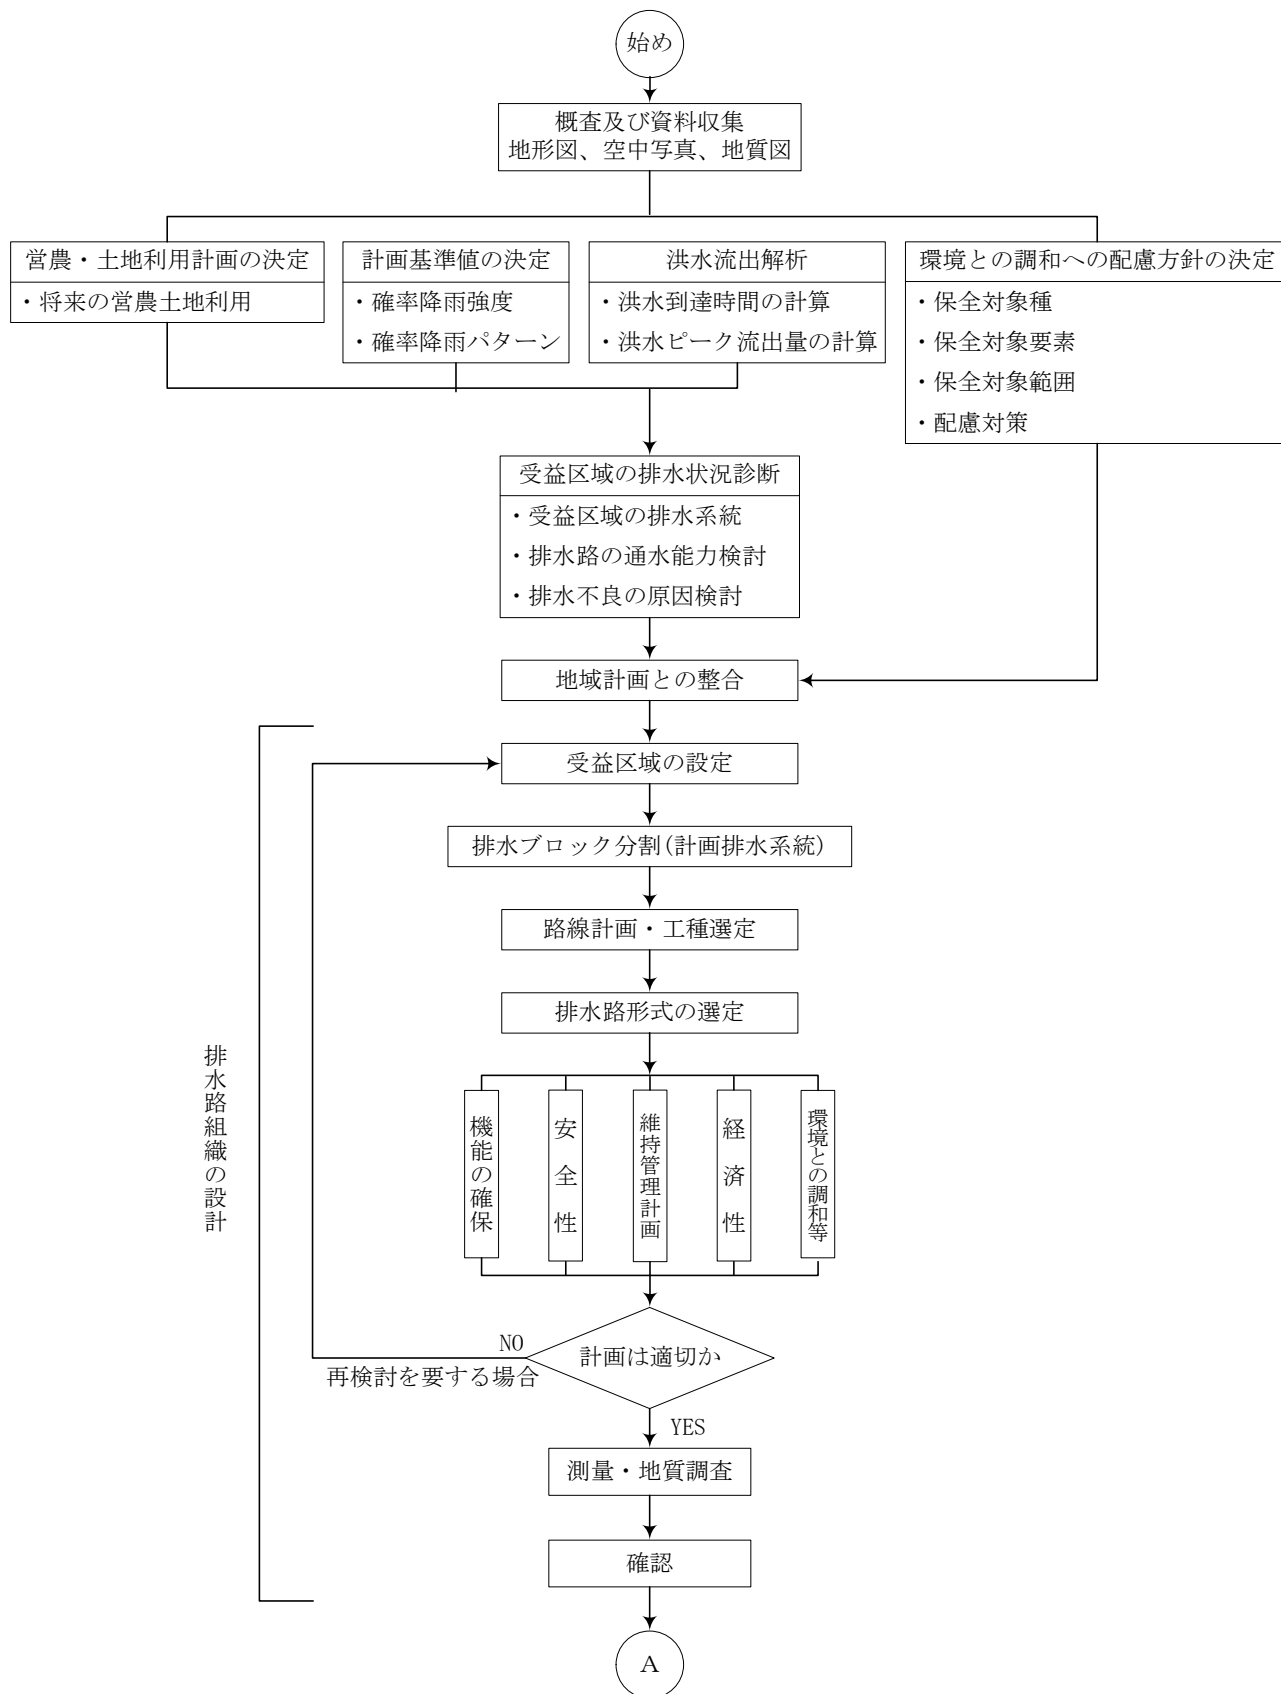 始め
概査及び資料収集
地形図、空中写真、地質図
営農・土地利用計画の決定
・将来の営農土地利用
計画基準値の決定
・確率降雨強度
・確率降雨パターン
洪水流出解析
・洪水到達時間の計算
・洪水ピーク流出量の計算
環境との調和への配慮方針の決定
・保全対象種
・保全対象要素
・保全対象範囲
・配慮対策
受益区域の排水状況診断
・受益区域の排水系統
・排水路の通水能力検討
・排水不良の原因検討
地域計画との整合
受益区域の設定
排水ブロック分割(計画排水系統)
路線計画・工種選定
排水路形式の選定
排水路組織の設計
機能の確保
安全性
維持管理計画
経済性
環境との調和等
計画は適切か
NO
再検討を要する場合
YES
測量・地質調査
確認
A